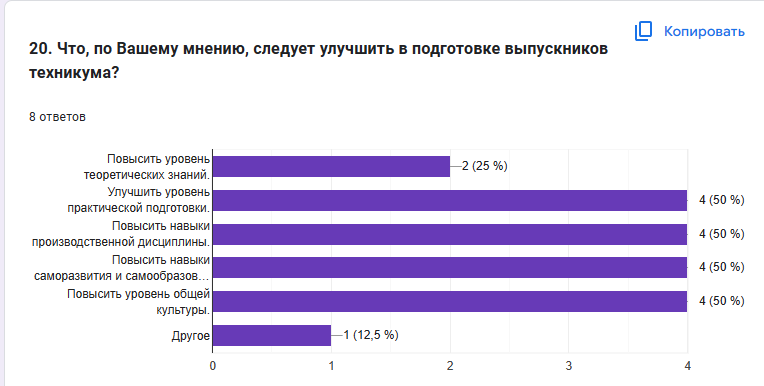 Копировать
20. Что, по Вашему мнению, следует улучшить в подготовке выпускников
техникума?
8 ответов
Повысить уровень
теоретических знаний.
2 (25 %)
Улучшить уровень
практической подготовки.
4 (50 %)
Повысить навыки
производственной дисциплины.
4 (50 %)
Повысить навыки
саморазвития и самообразов…
4 (50 %)
Повысить уровень общей
культуры.
4 (50 %)
Другое
1 (12,5 %)
0 1 2 3 4